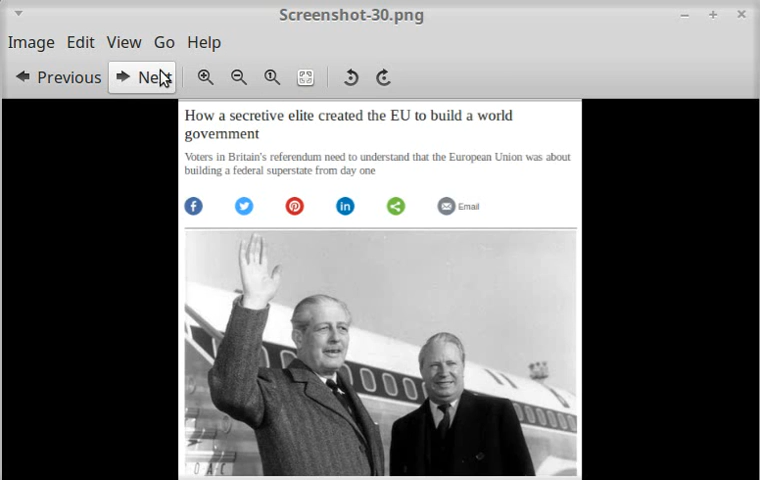 Screenshot-30.png
Image Edit View Go Help
Previous Next
How a secretive elite created the EU to build a world
government
Voters in Britain's referendum need to understand that the European Union was about
building a federal superstate from day one
Email
OAC